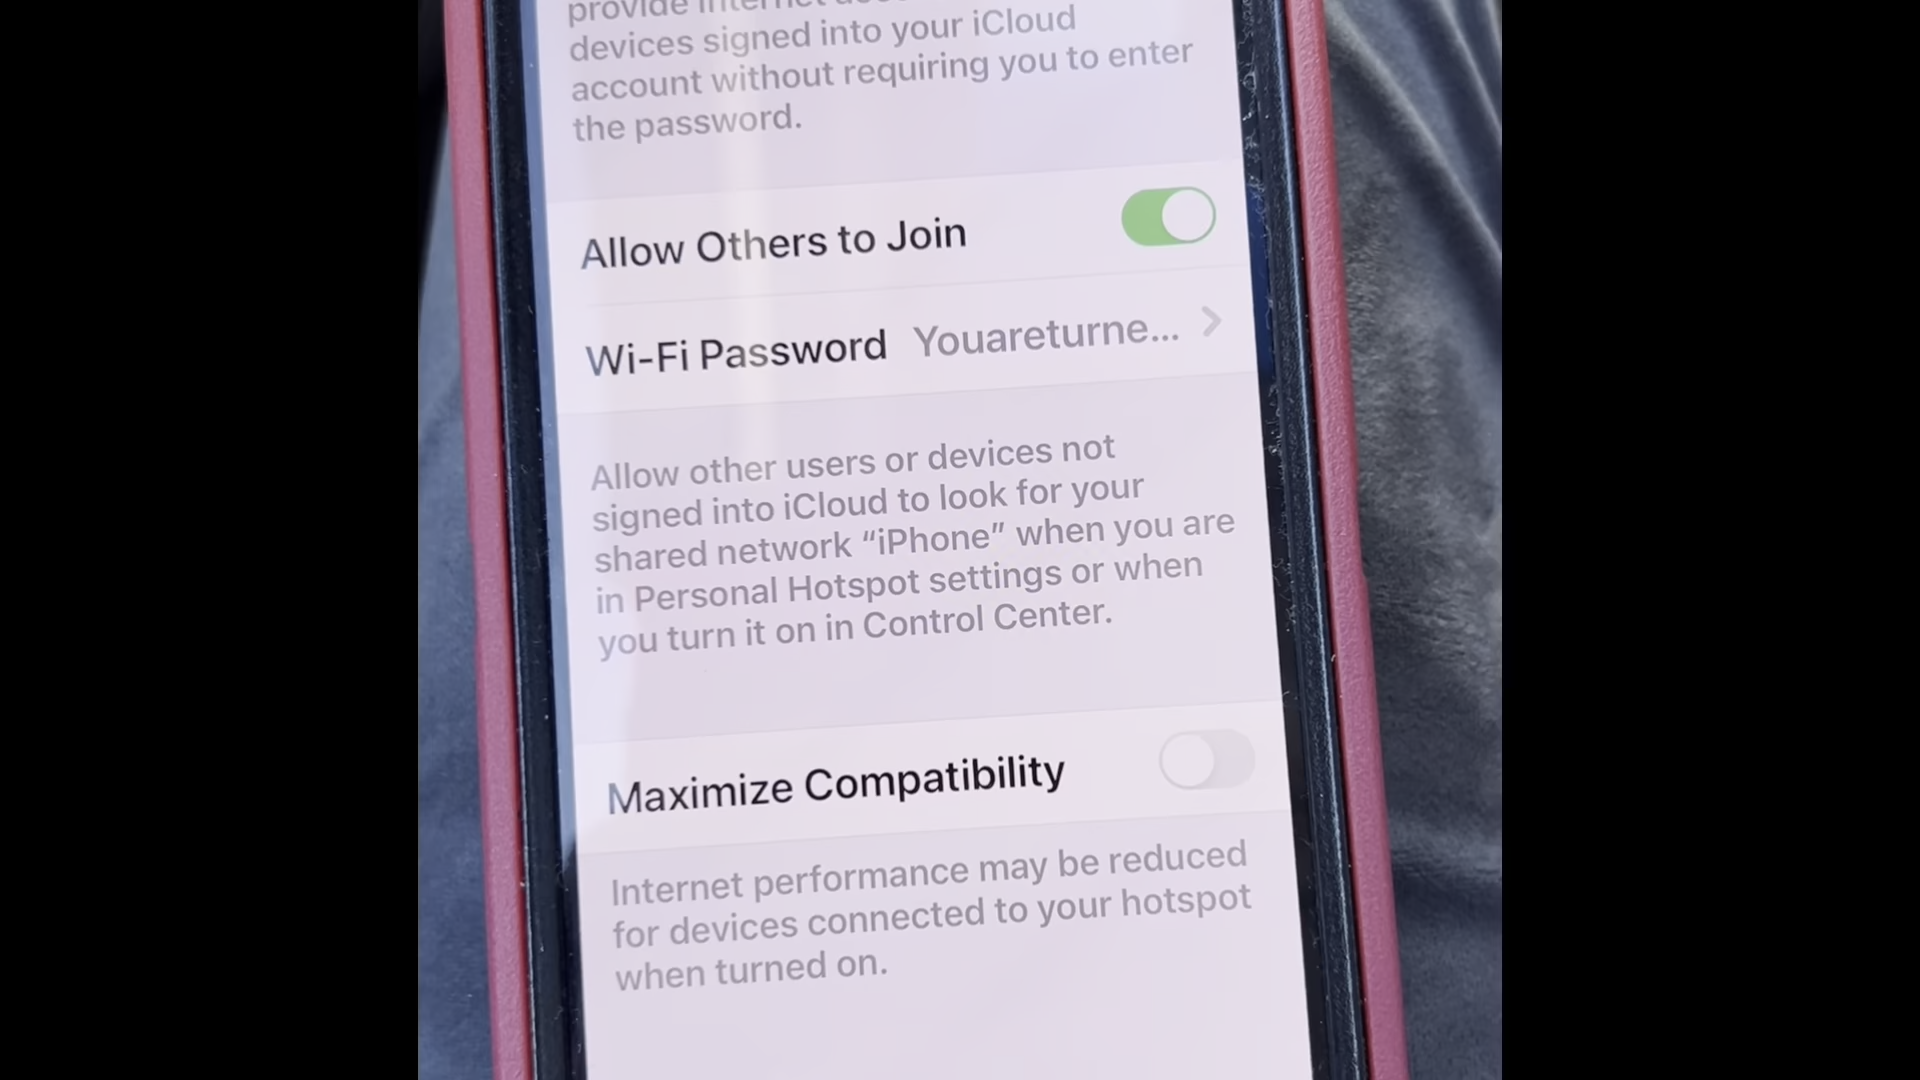 provide Internet
devices signed into your iCloud
account without requiring you to enter
the password.
Allow Others to Join
Wi-Fi Password Youareturne...
Allow other users or devices not
signed into iCloud to look for your
shared network “iPhone” when you are
in Personal Hotspot settings or when
you turn it on in Control Center.
Maximize Compatibility
Internet performance may be reduced
for devices connected to your hotspot
when turned on.